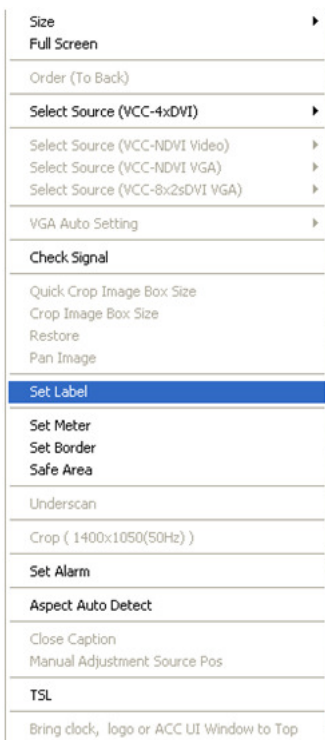 Size
Full Screen
Order (To Back)
Select Source (VCC-4xDVI)
Select Source (VCC-NDVI Video)
Select Source (VCC-NDVI VGA)
Select Source (VCC-8x2sDVI VGA)
VGA Auto Setting
Check Signal
Quick Crop Image Box Size
Crop Image Box Size
Restore
Pan Image
Set Label
Set Meter
Set Border
Safe Area
Underscan
Crop ( 1400x1050(50Hz) )
Set Alarm
Aspect Auto Detect
Close Caption
Manual Adjustment Source Pos
TSL
Bring clock, logo or ACC UI Window to Top